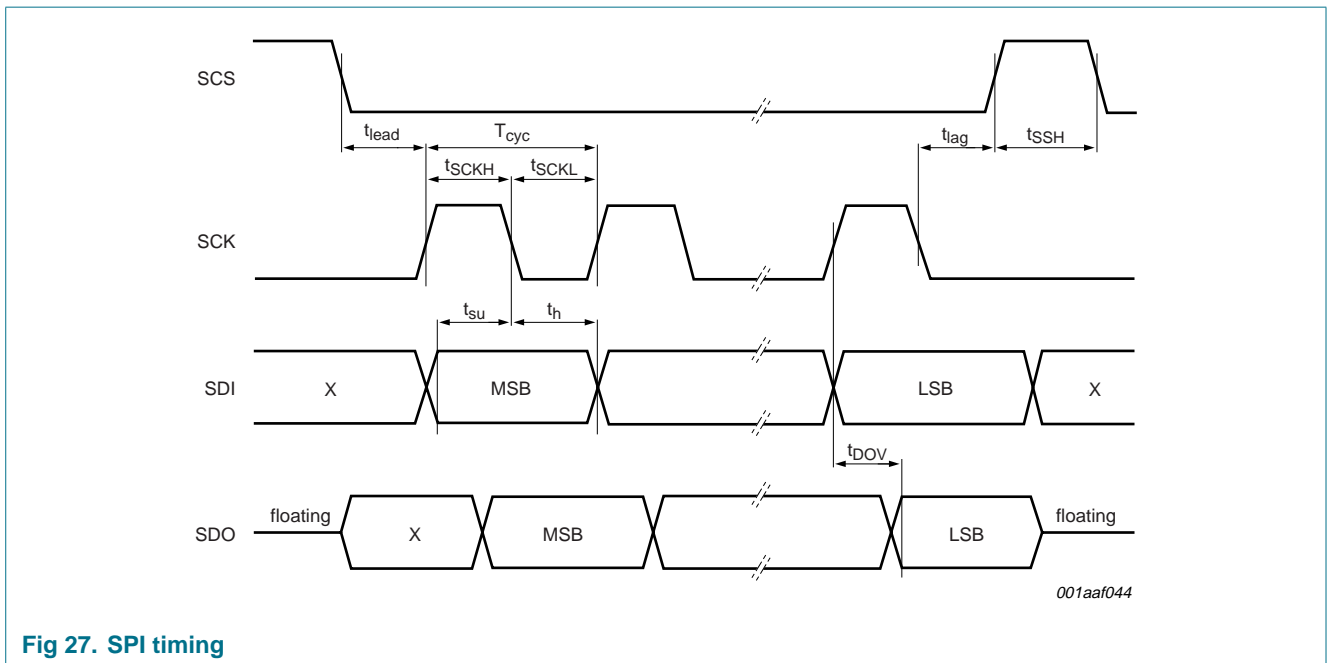 SCS
t_lead T_cyc t_lag t_SSH
t_SCKH t_SCKL
SCK
t_su t_h
SDI X MSB LSB X
t_DOV
SDO floating X MSB LSB floating
001aaf044
Fig 27. SPI timing